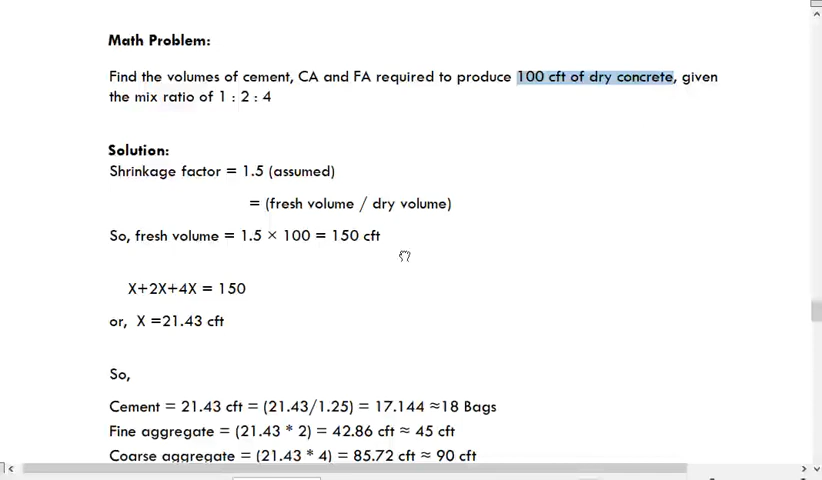 Math Problem:
Find the volumes of cement, CA and FA required to produce 100 cft of dry concrete, given
the mix ratio of 1 : 2 : 4
Solution:
Shrinkage factor = 1.5 (assumed)
= (fresh volume / dry volume)
So, fresh volume = 1.5 × 100 = 150 cft
X+2X+4X = 150
or, X =21.43 cft
So,
Cement = 21.43 cft = (21.43/1.25) = 17.144 ≈18 Bags
Fine aggregate = (21.43 * 2) = 42.86 cft ≈ 45 cft
Coarse aggregate = (21.43 * 4) = 85.72 cft ≈ 90 cft